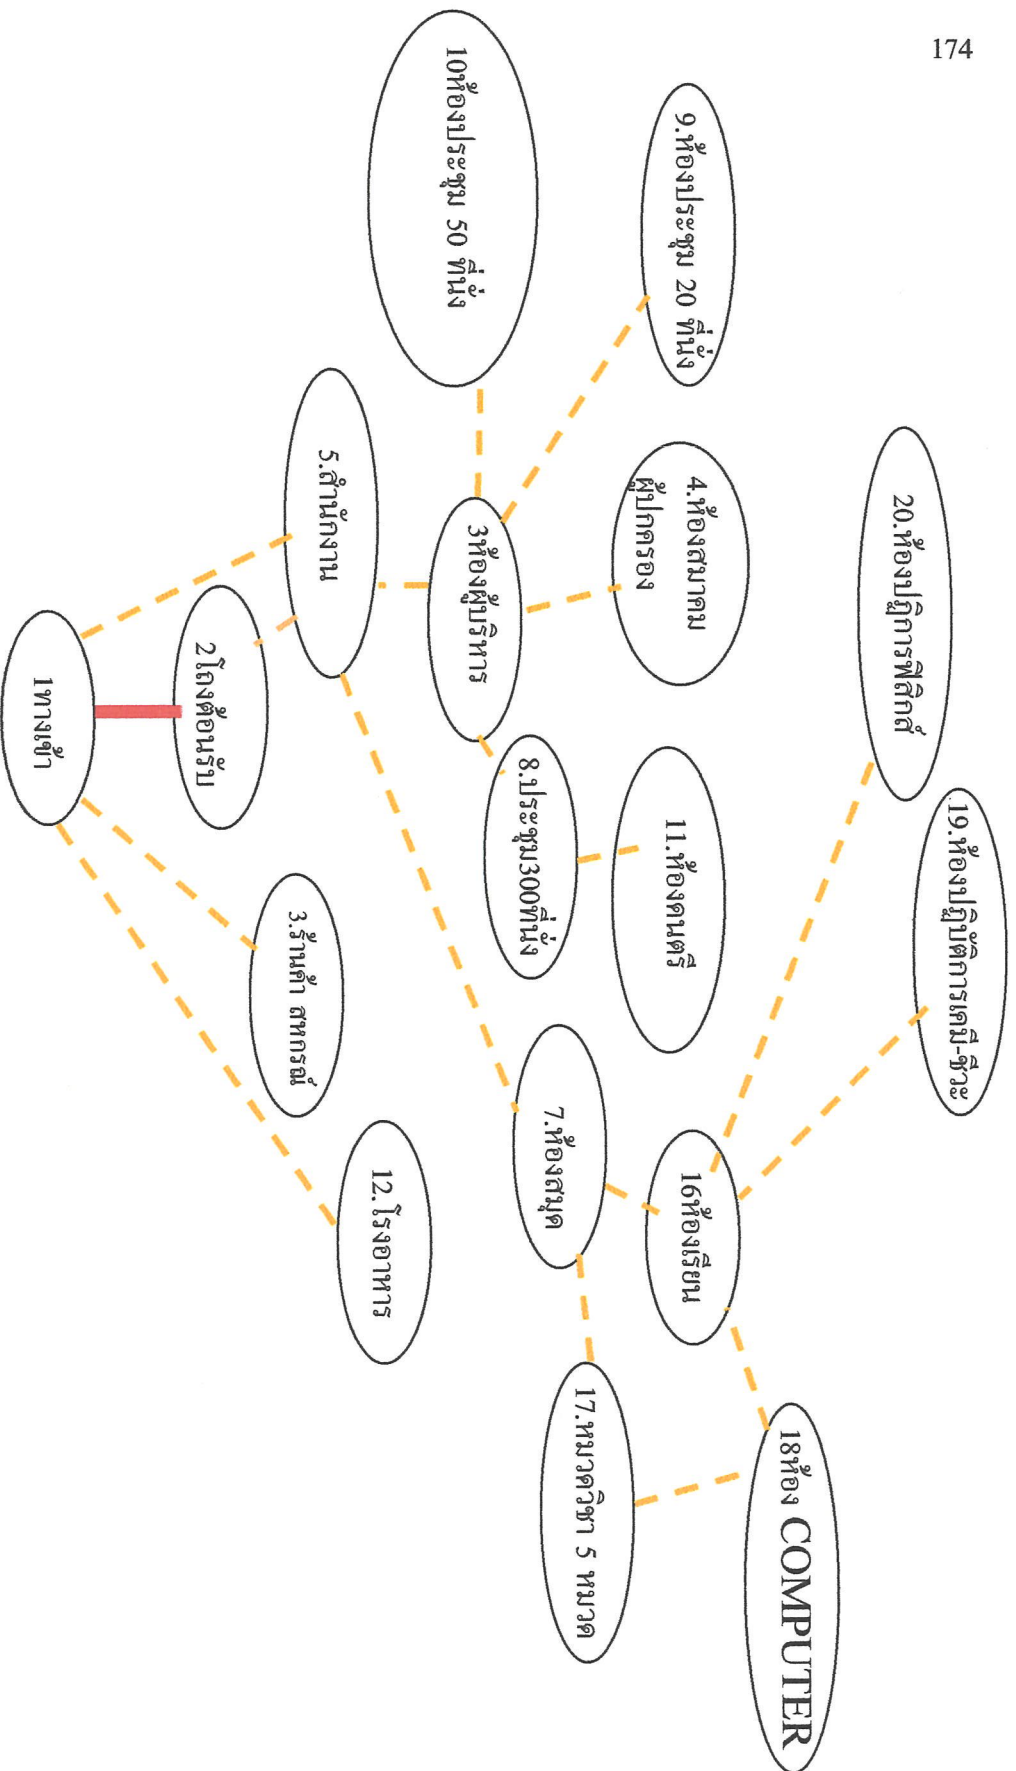 174
20.ห้องปฏิการฟิสิกส์
19.ห้องปฏิบัติการเคมี-ชีวะ
18ห้อง COMPUTER
9.ห้องประชุม 20 ที่นั่ง
4.ห้องสมาคม
ผู้ปกครอง
11.ห้องดนตรี
16ห้องเรียน
10ห้องประชุม 50 ที่นั่ง
3ห้องผู้บริหาร
8.ประชุม300ที่นั่ง
7.ห้องสมุด
17.หมวดวิชา 5 หมวด
5.สำนักงาน
2โถงต้อนรับ
3.ร้านค้า สหกรณ์
12.โรงอาหาร
1ทางเข้า